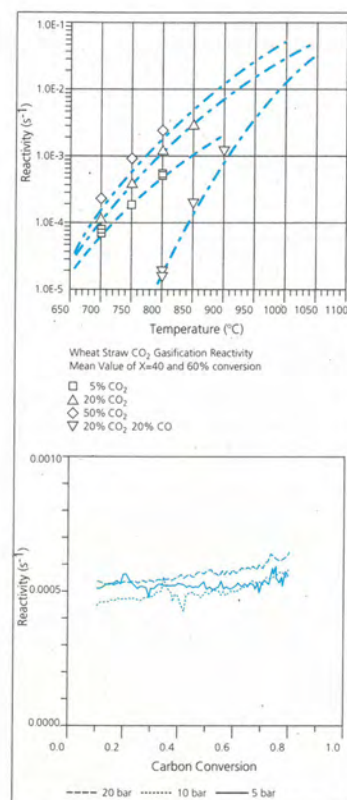 1.0E-1
1.0E-2
1.0E-3
1.0E-4
1.0E-5
Reactivity (s⁻¹)
650 700 750 800 850 900 950 1000 1050 1100
Temperature (°C)
Wheat Straw CO₂ Gasification Reactivity
Mean Value of X=40 and 60% conversion
5% CO₂
20% CO₂
50% CO₂
20% CO₂ 20% CO
0.0010
0.0005
0.0000
Reactivity (s⁻¹)
0.0 0.2 0.4 0.6 0.8 1.0
Carbon Conversion
20 bar 10 bar 5 bar